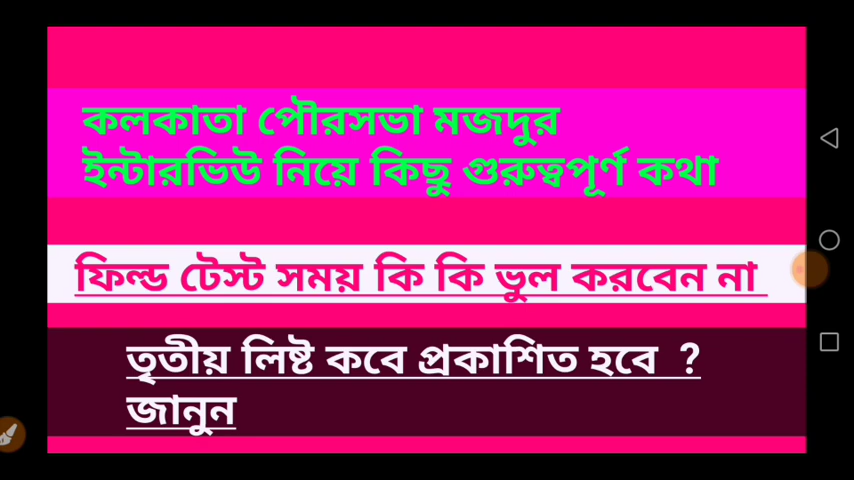 কলকাতা পৌরসভা মজদুর
ইন্টারভিউ নিয়ে কিছু গুরুত্বপূর্ণ কথা
ফিল্ড টেস্ট সময় কি কি ভুল করবেন না
তৃতীয় লিষ্ট কবে প্রকাশিত হবে ?
জানুন